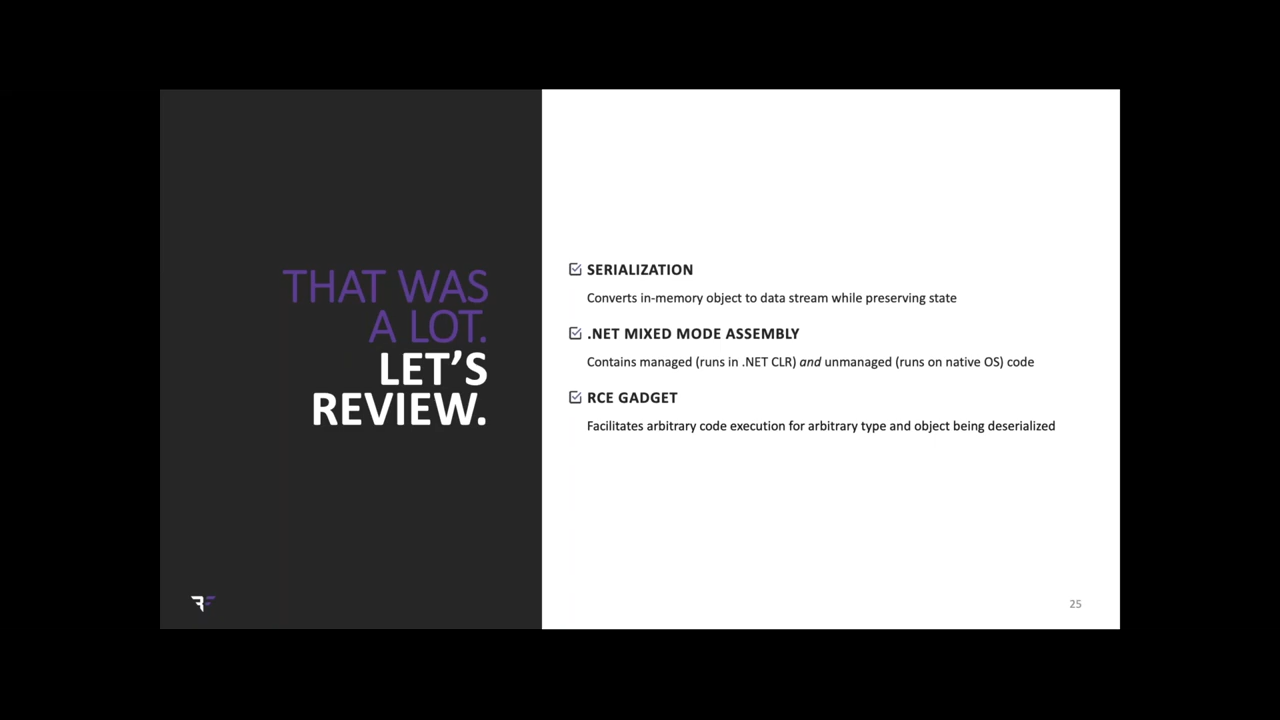 THAT WAS
A LOT.
LET'S
REVIEW.
SERIALIZATION
Converts in-memory object to data stream while preserving state
.NET MIXED MODE ASSEMBLY
Contains managed (runs in .NET CLR) and unmanaged (runs on native OS) code
RCE GADGET
Facilitates arbitrary code execution for arbitrary type and object being deserialized
25